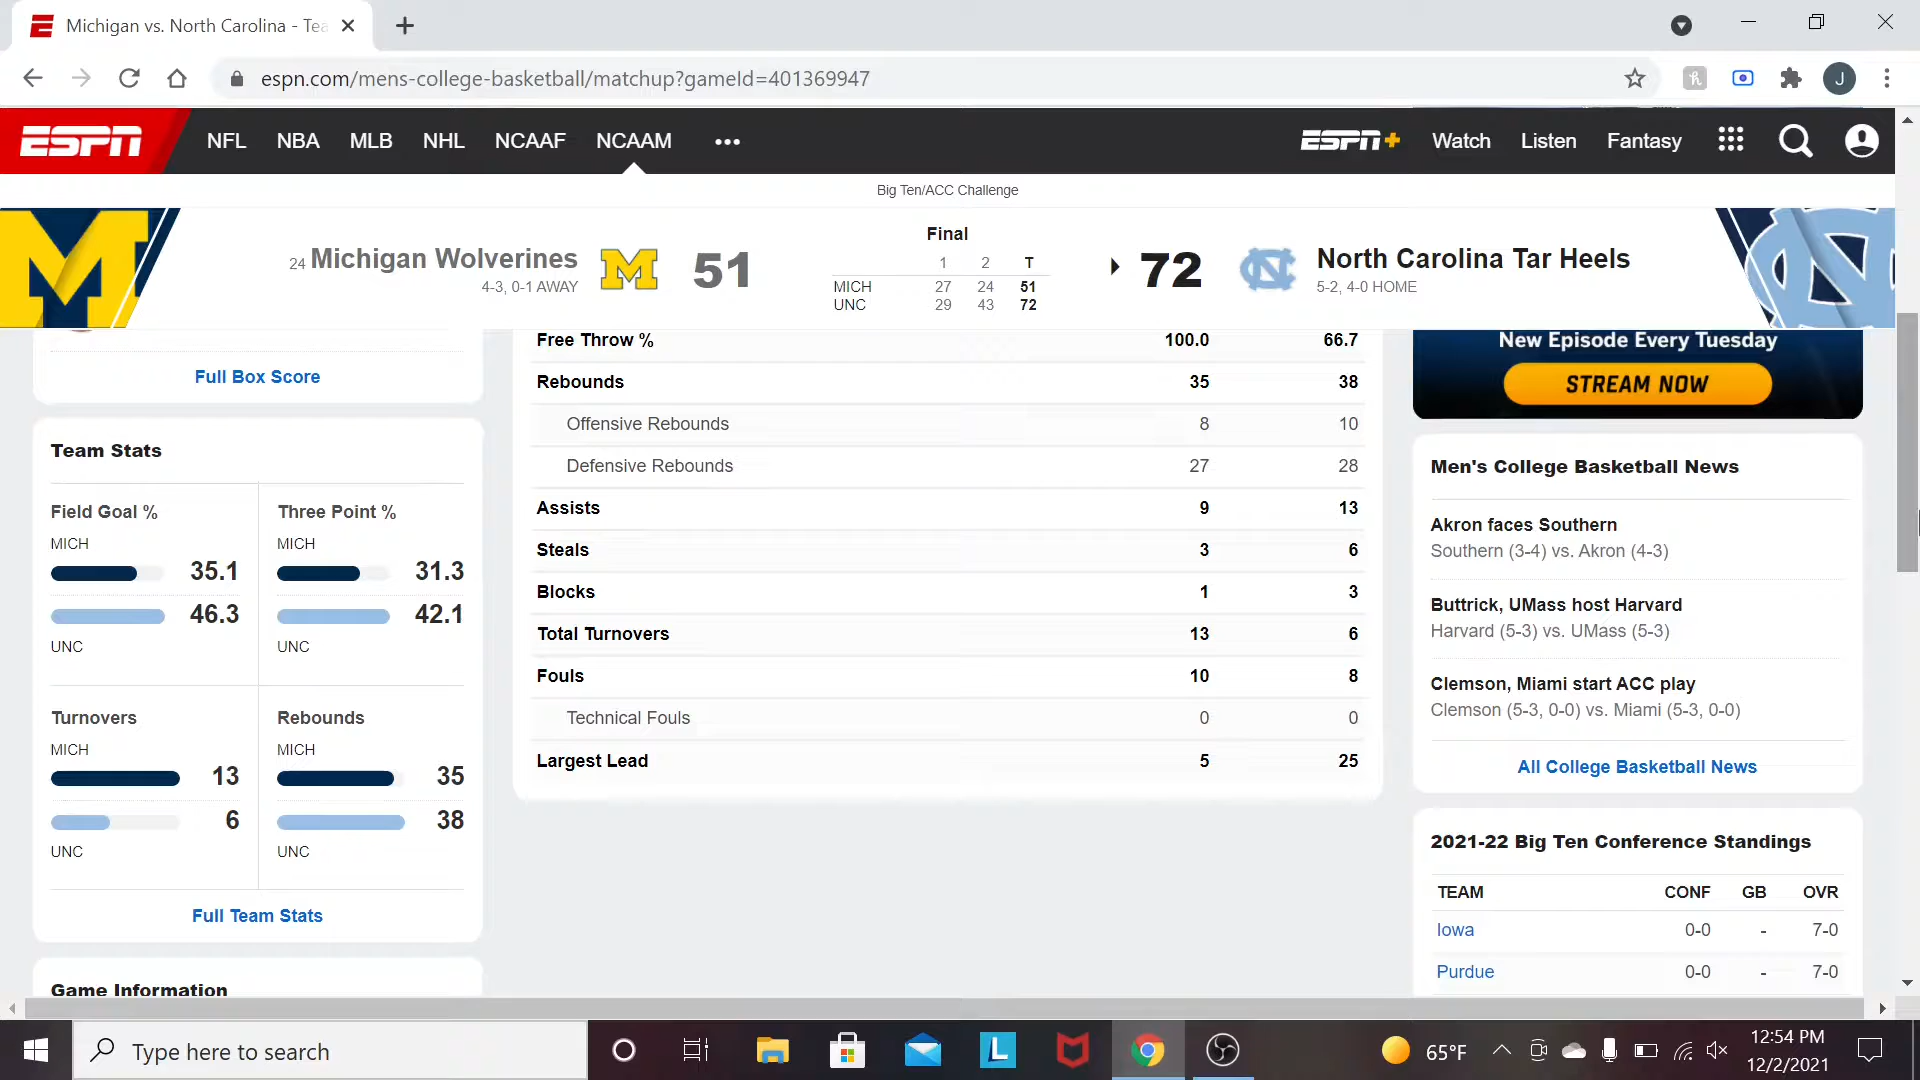 Michigan vs. North Carolina - Tea
espn.com/mens-college-basketball/matchup?gameId=401369947
J
ESPN NFL NBA MLB NHL NCAAF NCAAM ••• ESPN+ Watch Listen Fantasy
Big Ten/ACC Challenge
Final
24 Michigan Wolverines
4-3, 0-1 AWAY
51
1 2 T
MICH 27 24 51
UNC 29 43 72
72
North Carolina Tar Heels
5-2, 4-0 HOME
Full Box Score
Team Stats
Field Goal %
MICH
35.1
46.3
UNC
Three Point %
MICH
31.3
42.1
UNC
Turnovers
MICH
13
6
UNC
Rebounds
MICH
35
38
UNC
Full Team Stats
Game Information
Free Throw % 100.0 66.7
Rebounds 35 38
Offensive Rebounds 8 10
Defensive Rebounds 27 28
Assists 9 13
Steals 3 6
Blocks 1 3
Total Turnovers 13 6
Fouls 10 8
Technical Fouls 0 0
Largest Lead 5 25
New Episode Every Tuesday
STREAM NOW
Men's College Basketball News
Akron faces Southern
Southern (3-4) vs. Akron (4-3)
Buttrick, UMass host Harvard
Harvard (5-3) vs. UMass (5-3)
Clemson, Miami start ACC play
Clemson (5-3, 0-0) vs. Miami (5-3, 0-0)
All College Basketball News
2021-22 Big Ten Conference Standings
TEAM CONF GB OVR
Iowa 0-0 - 7-0
Purdue 0-0 - 7-0
Type here to search
L
65°F
12:54 PM
12/2/2021